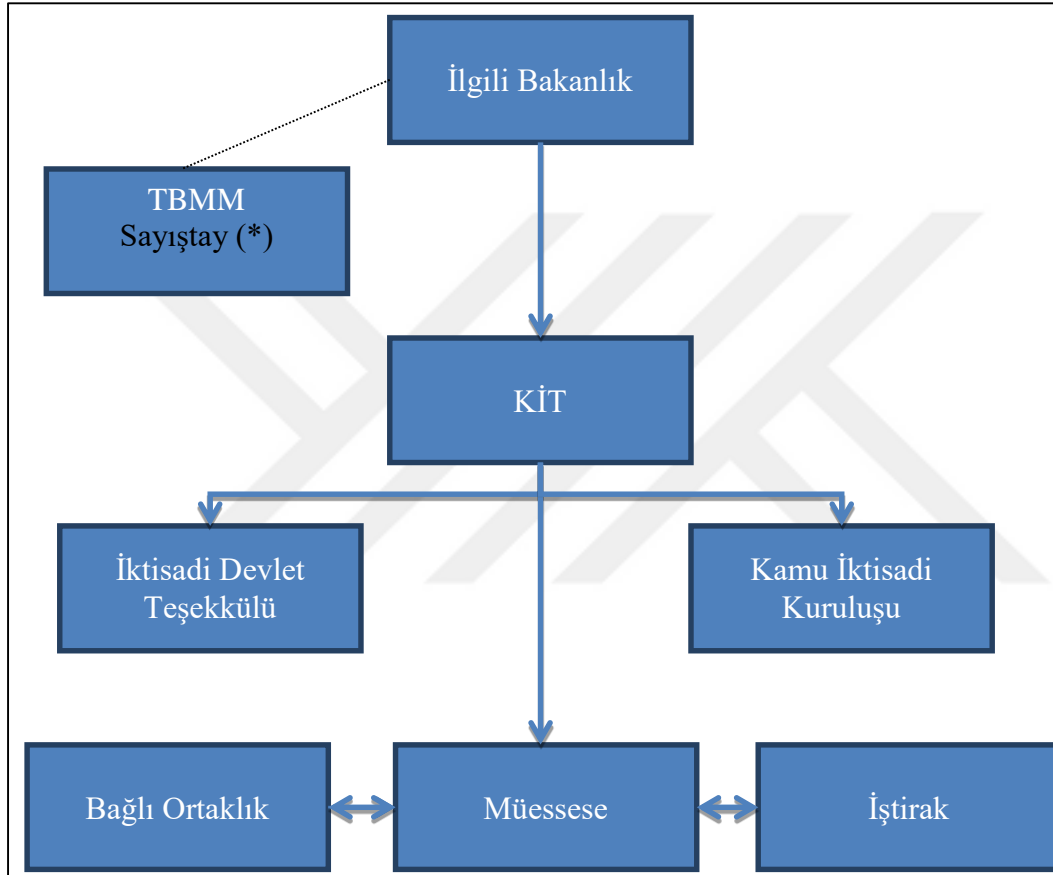 İlgili Bakanlık
TBMM
Sayıştay (*)
KİT
İktisadi Devlet
Teşekkülü
Kamu İktisadi
Kuruluşu
Bağlı Ortaklık
Müessese
İştirak